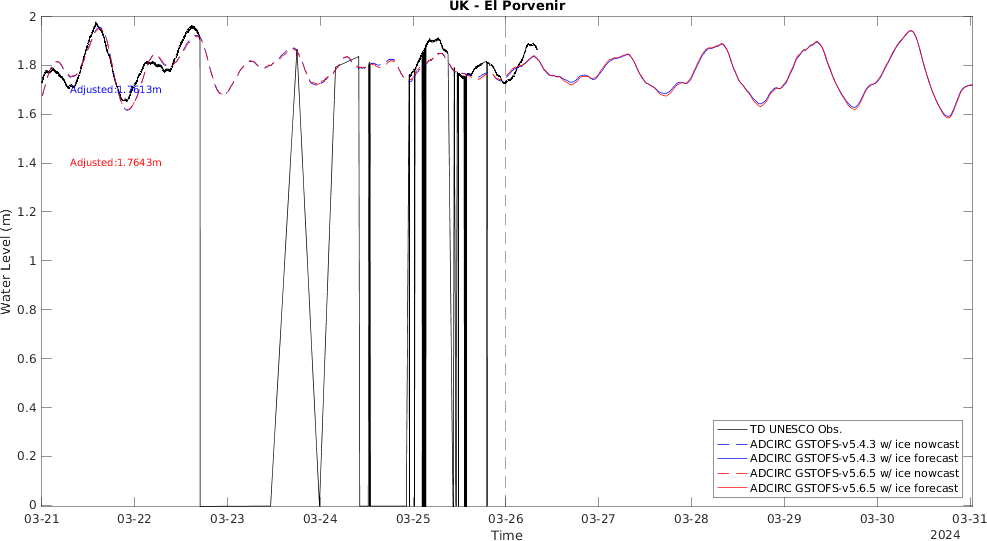 UK - El Porvenir
2
1.8
1.6
1.4
1.2
1
0.8
0.6
0.4
0.2
0
Water Level (m)
Adjusted:1.7613m
Adjusted:1.7643m
TD UNESCO Obs.
ADCIRC GSTOFS-v5.4.3 w/ ice nowcast
ADCIRC GSTOFS-v5.4.3 w/ ice forecast
ADCIRC GSTOFS-v5.6.5 w/ ice nowcast
ADCIRC GSTOFS-v5.6.5 w/ ice forecast
03-21 03-22 03-23 03-24 03-25 03-26 03-27 03-28 03-29 03-30 03-31
Time
2024